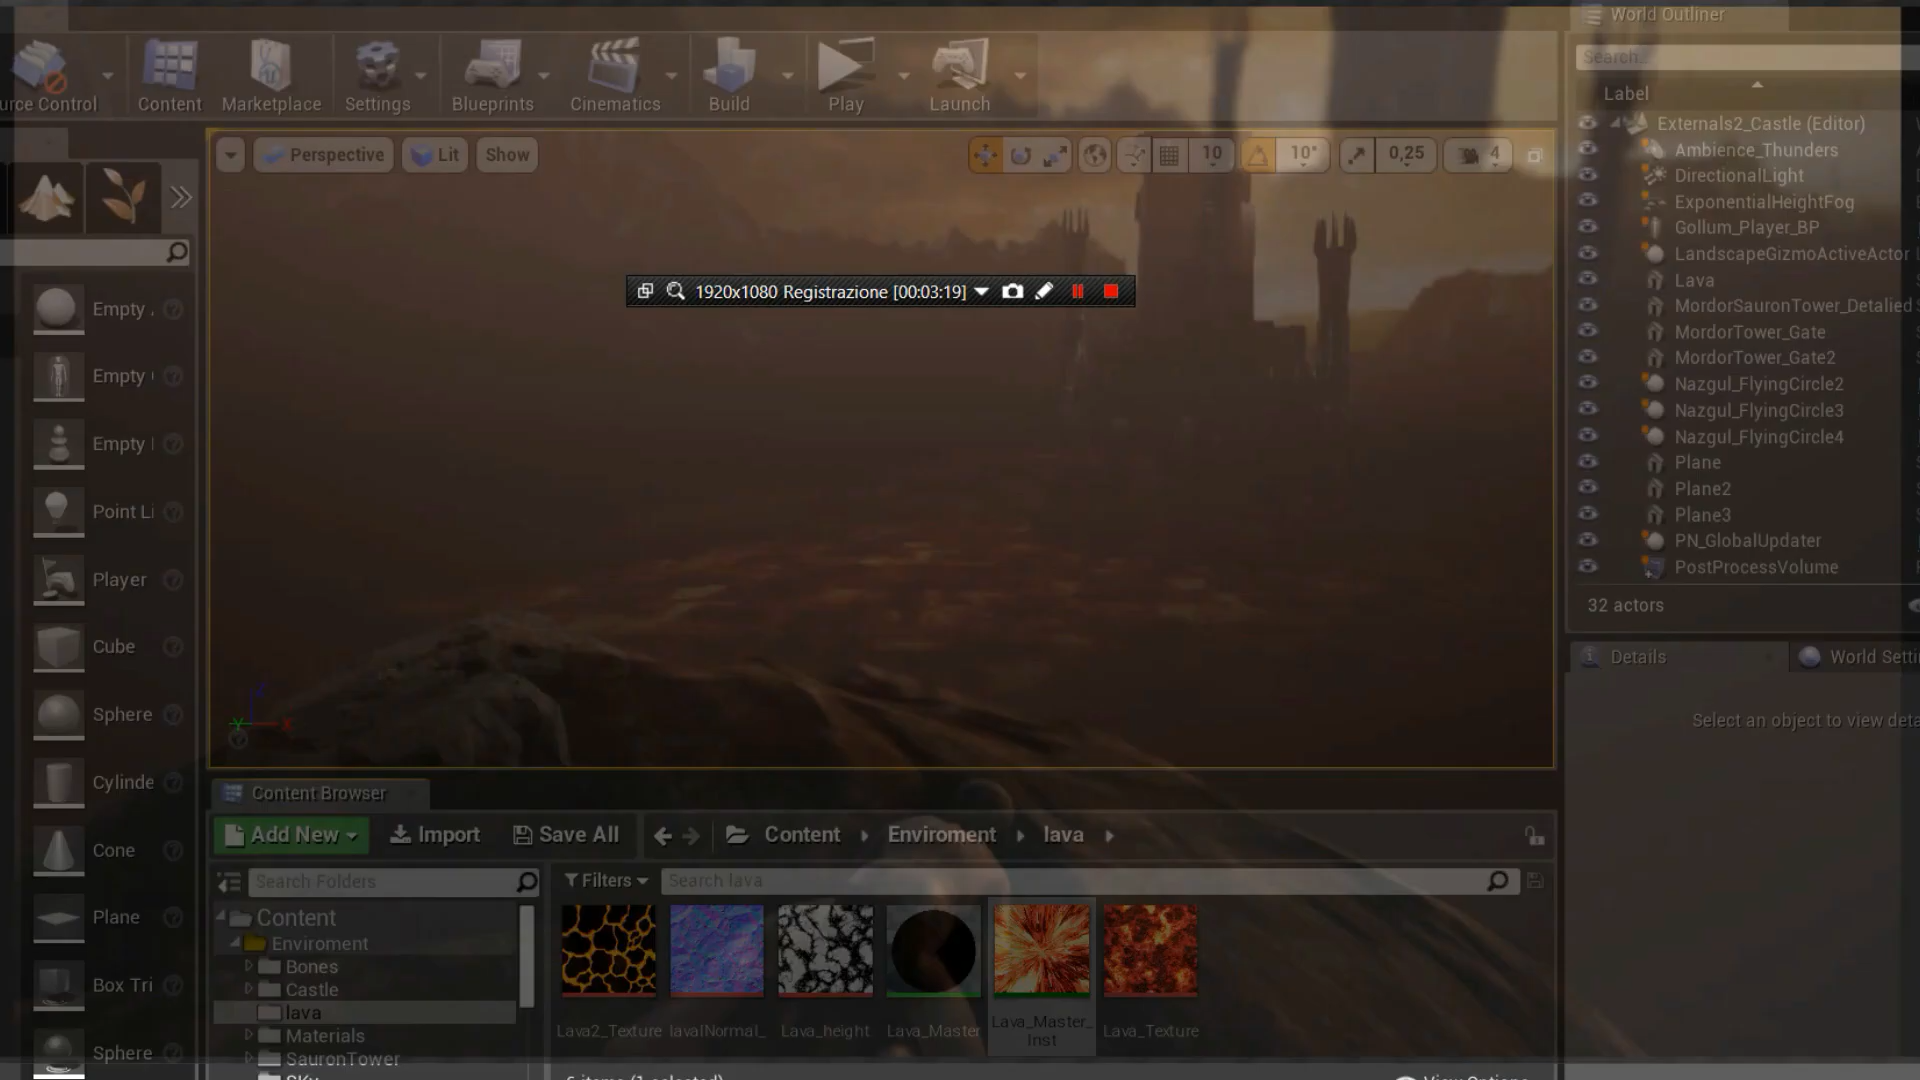 World Outliner
Search...
urce Control
Content
Marketplace
Settings
Blueprints
Cinematics
Build
Play
Launch
Label
Externals2_Castle (Editor)
Ambience_Thunders
DirectionalLight
ExponentialHeightFog
Gollum_Player_BP
LandscapeGizmoActiveActor
Lava
MordorSauronTower_Detalied
MordorTower_Gate
MordorTower_Gate2
Nazgul_FlyingCircle2
Nazgul_FlyingCircle3
Nazgul_FlyingCircle4
Plane
Plane2
Plane3
PN_GlobalUpdater
PostProcessVolume
32 actors
Perspective
Lit
Show
10
10°
0,25
4
1920x1080 Registrazione [00:03:19]
Empty
Empty
Empty
Point Li
Player
Cube
Sphere
Cylinde
Cone
Plane
Box Tri
Sphere
Y
X
Details
World Setti
Select an object to view deta
Content Browser
Add New
Import
Save All
Content
Enviroment
lava
Search Folders
Filters
Search lava
Content
Enviroment
Bones
Castle
lava
Materials
SauronTower
Lava2_Texture
lavaNormal_
Lava_height
Lava_Master
Lava_Master_
Inst
Lava_Texture
View Options